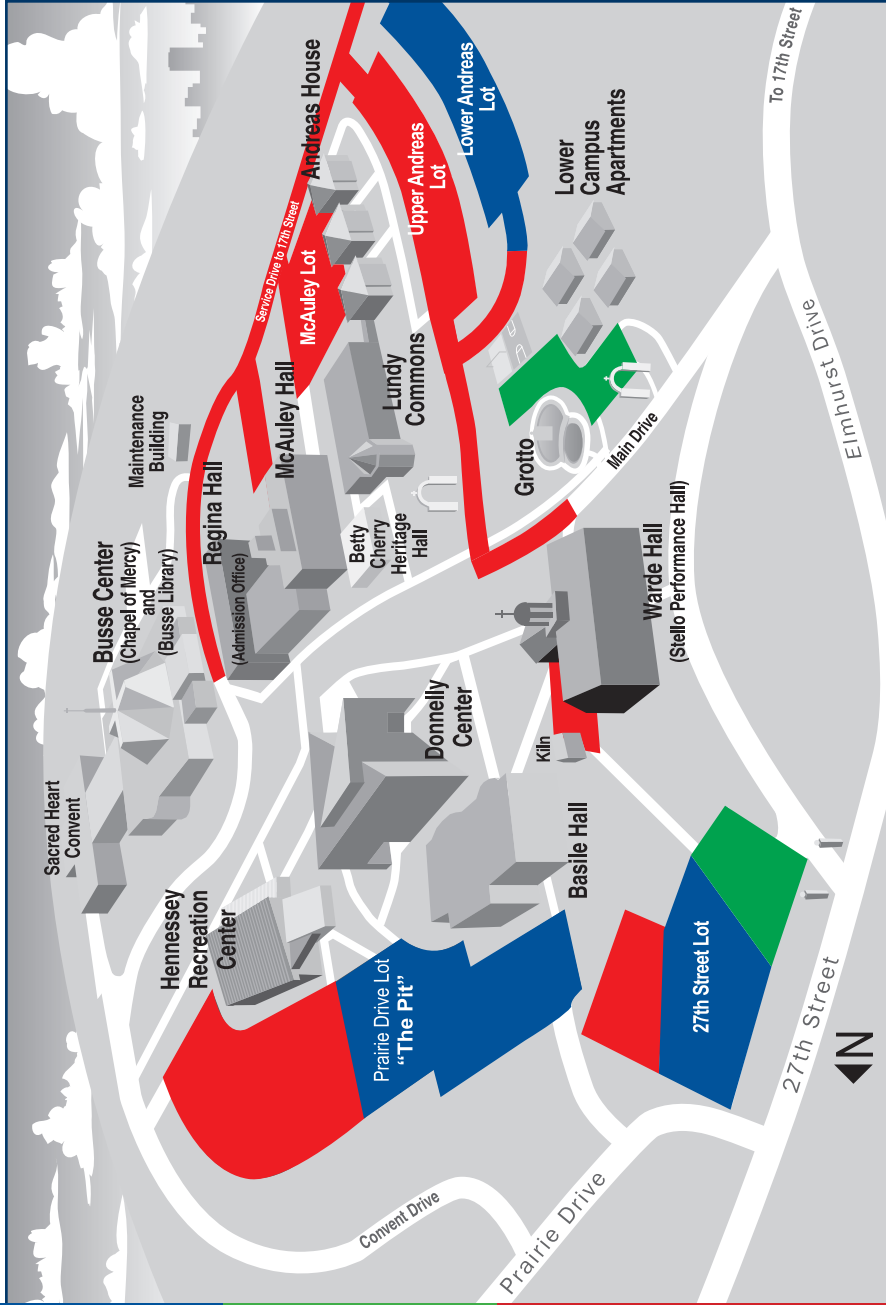 Sacred Heart
Convent
Busse Center
(Chapel of Mercy)
and
(Busse Library)
Maintenance
Building
Regina Hall
(Admission Office)
McAuley Hall
Service Drive to 17th Street
McAuley Lot
Andreas House
Upper Andreas
Lot
Lower Andreas
Lot
Lower
Campus
Apartments
Lundy
Commons
Betty
Cherry
Heritage
Hall
Grotto
Main Drive
Warde Hall
(Stello Performance Hall)
Kiln
Donnelly
Center
Basile Hall
Hennessey
Recreation
Center
Prairie Drive Lot
“The Pit”
27th Street Lot
Convent Drive
Prairie Drive
27th Street
Elmhurst Drive
To 17th Street
N